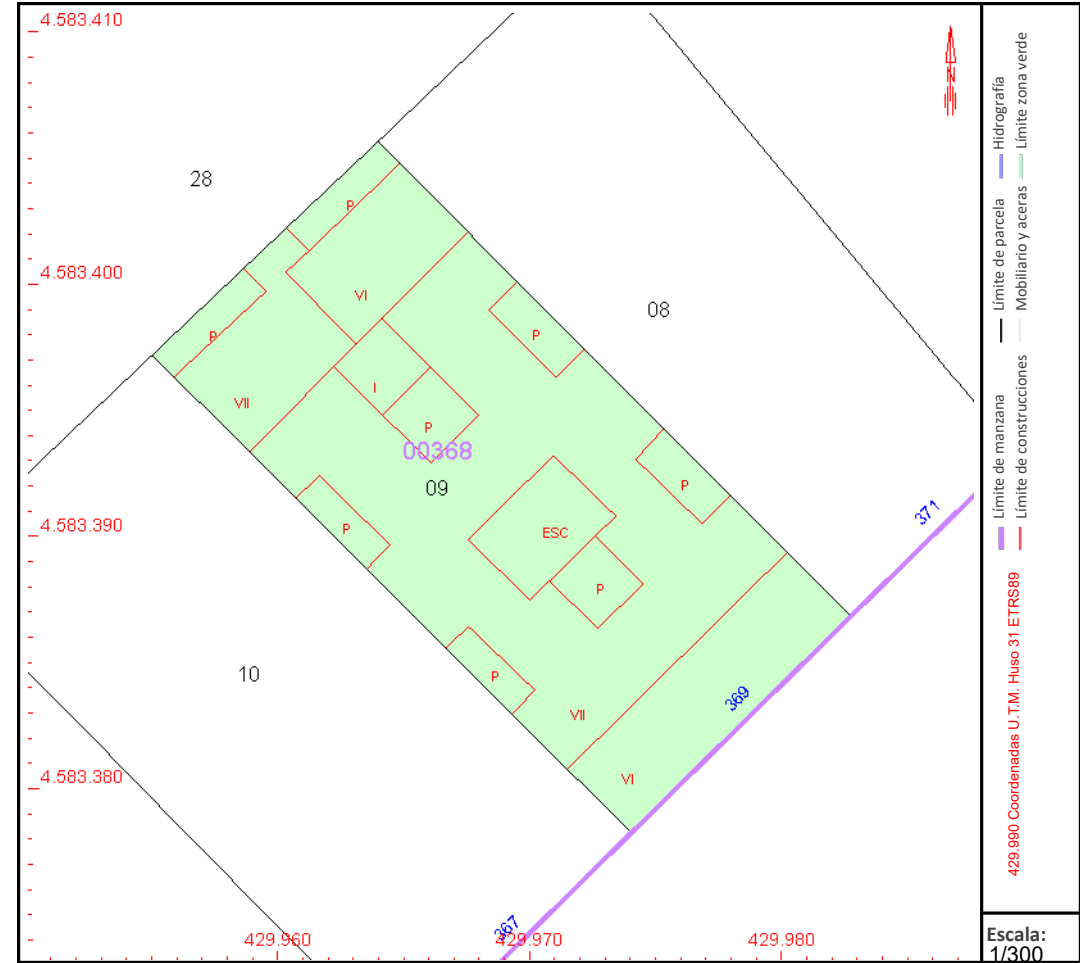 4.583.410
28
P
4.583.400
VI
08
P
P
I
VII
P
00368
09
P
371
4.583.390
P
ESC
P
10
P
369
VII
4.583.380
VI
367
429.960
429.970
429.980
N
Límite de manzana
Límite de parcela
Hidrografía
Límite de construcciones
Mobiliario y aceras
Límite zona verde
429.990 Coordenadas U.T.M. Huso 31 ETRS89
Escala:
1/300